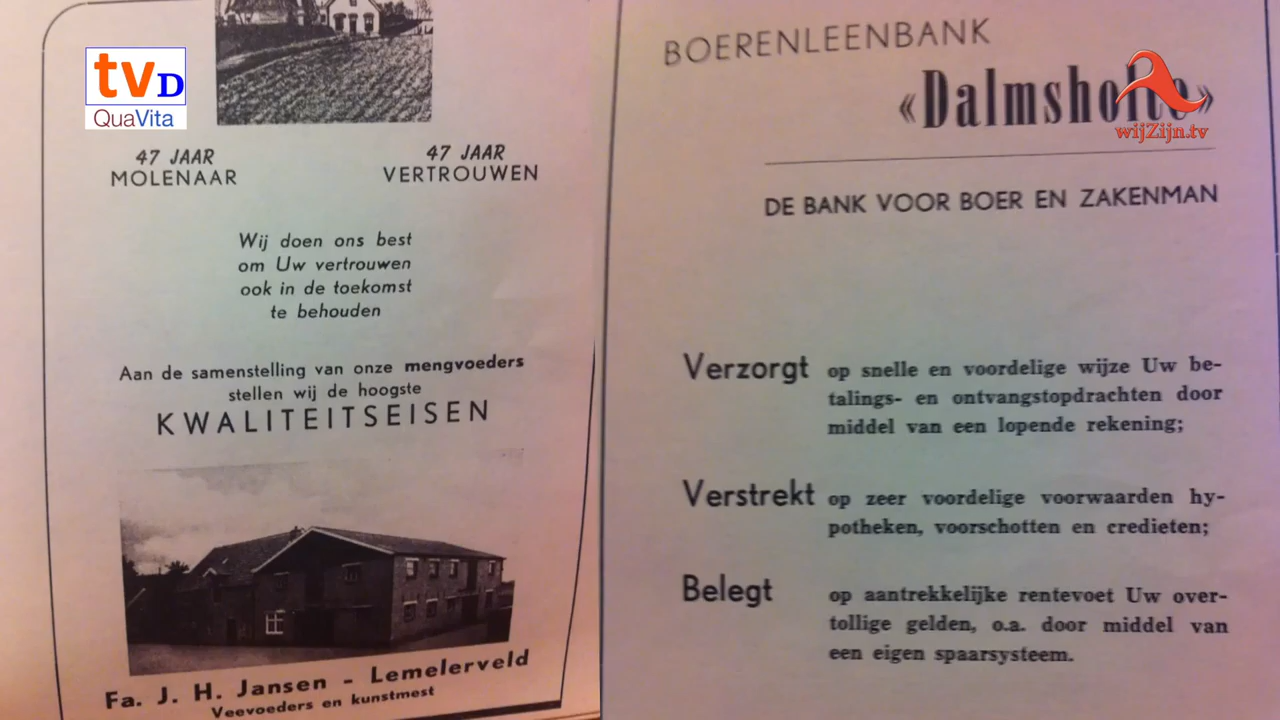 tvD
QuaVita
47 JAAR
MOLENAAR
47 JAAR
VERTROUWEN
Wij doen ons best
om Uw vertrouwen
ook in de toekomst
te behouden
Aan de samenstelling van onze mengvoeders
stellen wij de hoogste
KWALITEITSEISEN
Fa. J. H. Jansen - Lemelerveld
Veevoeders en kunstmest
BOERENLEENBANK
«Dalmsholte»
wijZijn.tv
DE BANK VOOR BOER EN ZAKENMAN
Verzorgt op snelle en voordelige wijze Uw be-
talings- en ontvangstopdrachten door
middel van een lopende rekening;
Verstrekt op zeer voordelige voorwaarden hy-
potheken, voorschotten en credieten;
Belegt op aantrekkelijke rentevoet Uw over-
tollige gelden, o.a. door middel van
een eigen spaarsysteem.